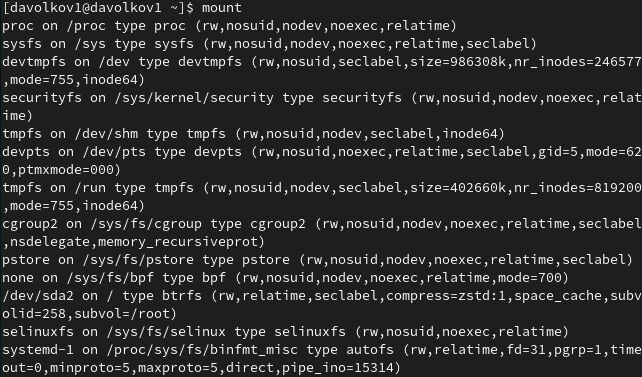 [davolkov1@davolkov1 ~]$ mount
proc on /proc type proc (rw,nosuid,nodev,noexec,relatime)
sysfs on /sys type sysfs (rw,nosuid,nodev,noexec,relatime,seclabel)
devtmpfs on /dev type devtmpfs (rw,nosuid,seclabel,size=986308k,nr_inodes=246577
,mode=755,inode64)
securityfs on /sys/kernel/security type securityfs (rw,nosuid,nodev,noexec,relat
ime)
tmpfs on /dev/shm type tmpfs (rw,nosuid,nodev,seclabel,inode64)
devpts on /dev/pts type devpts (rw,nosuid,noexec,relatime,seclabel,gid=5,mode=62
0,ptmxmode=000)
tmpfs on /run type tmpfs (rw,nosuid,nodev,seclabel,size=402660k,nr_inodes=819200
,mode=755,inode64)
cgroup2 on /sys/fs/cgroup type cgroup2 (rw,nosuid,nodev,noexec,relatime,seclabel
,nsdelegate,memory_recursiveprot)
pstore on /sys/fs/pstore type pstore (rw,nosuid,nodev,noexec,relatime,seclabel)
none on /sys/fs/bpf type bpf (rw,nosuid,nodev,noexec,relatime,mode=700)
/dev/sda2 on / type btrfs (rw,relatime,seclabel,compress=zstd:1,space_cache,subv
olid=258,subvol=/root)
selinuxfs on /sys/fs/selinux type selinuxfs (rw,nosuid,noexec,relatime)
systemd-1 on /proc/sys/fs/binfmt_misc type autofs (rw,relatime,fd=31,pgrp=1,time
out=0,minproto=5,maxproto=5,direct,pipe_ino=15314)